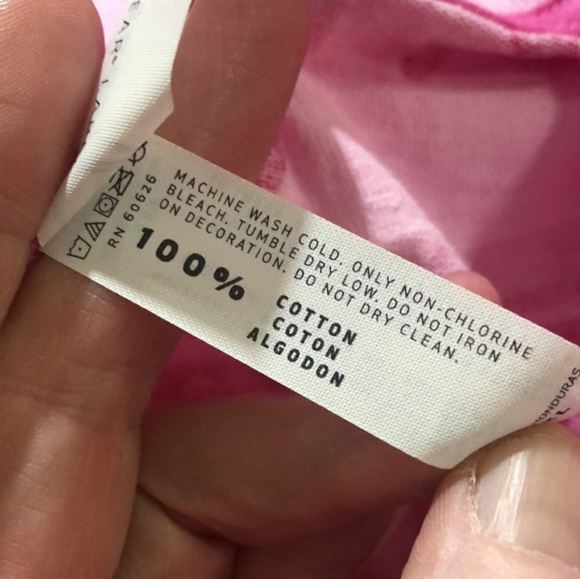 MACHINE WASH COLD. ONLY NON-CHLORINE
BLEACH. TUMBLE DRY LOW. DO NOT IRON
ON DECORATION. DO NOT DRY CLEAN.
RN 60626
100%
COTTON
COTON
ALGODON
HONDURAS
L